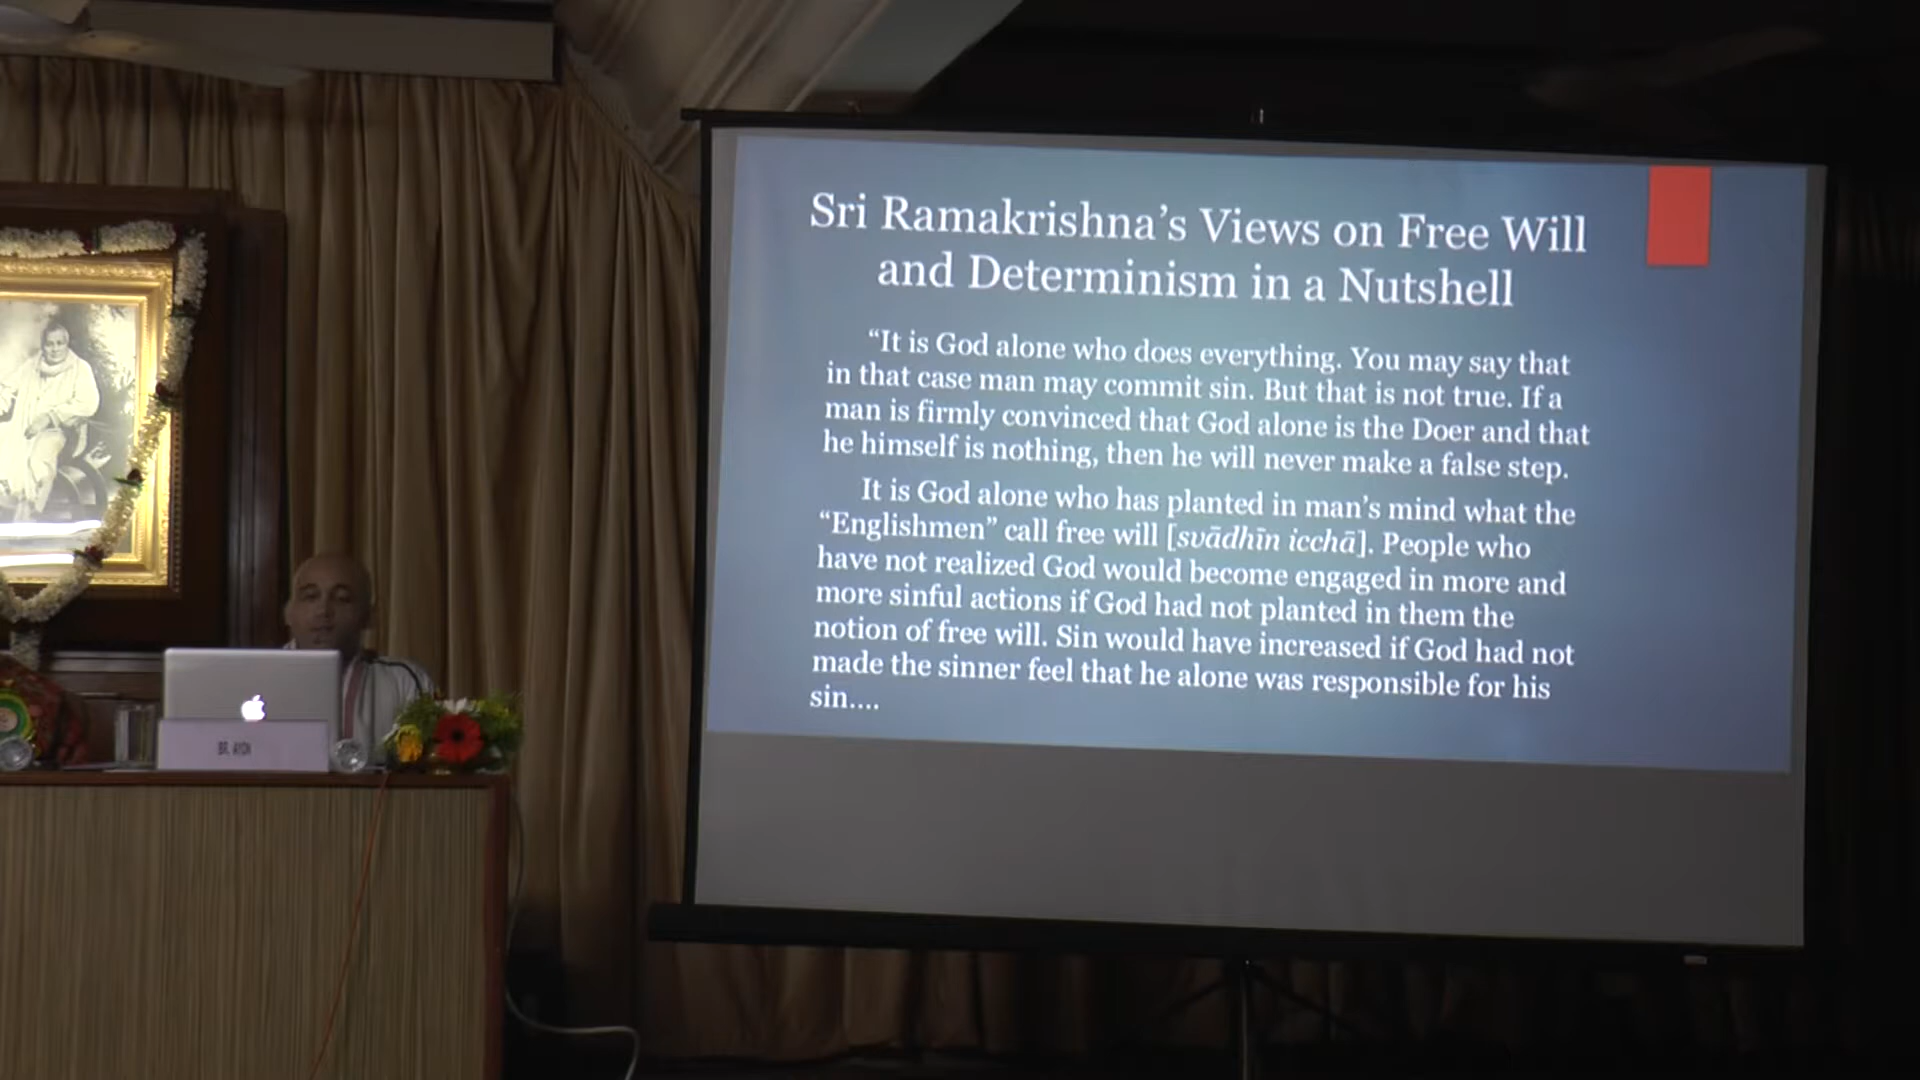 Sri Ramakrishna’s Views on Free Will
and Determinism in a Nutshell
“It is God alone who does everything. You may say that
in that case man may commit sin. But that is not true. If a
man is firmly convinced that God alone is the Doer and that
he himself is nothing, then he will never make a false step.
It is God alone who has planted in man’s mind what the
“Englishmen” call free will [svādhīn icchā]. People who
have not realized God would become engaged in more and
more sinful actions if God had not planted in them the
notion of free will. Sin would have increased if God had not
made the sinner feel that he alone was responsible for his
sin....
BR. AYON